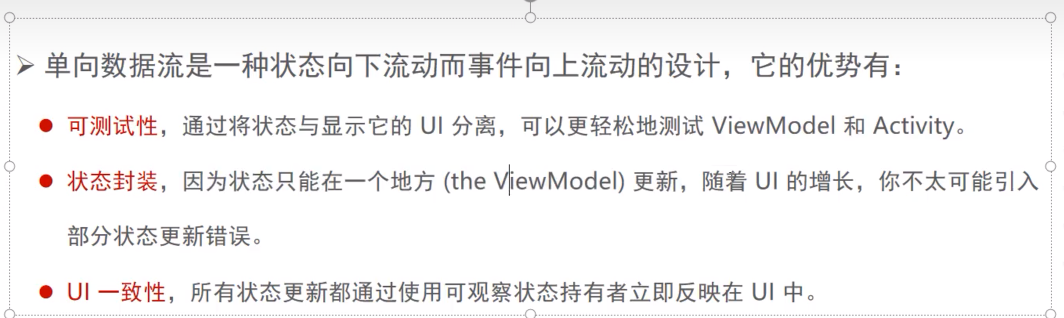 单向数据流是一种状态向下流动而事件向上流动的设计，它的优势有：
可测试性，通过将状态与显示它的 UI 分离，可以更轻松地测试 ViewModel 和 Activity。
状态封装，因为状态只能在一个地方 (the ViewModel) 更新，随着 UI 的增长，你不太可能引入
部分状态更新错误。
UI 一致性，所有状态更新都通过使用可观察状态持有者立即反映在 UI 中。